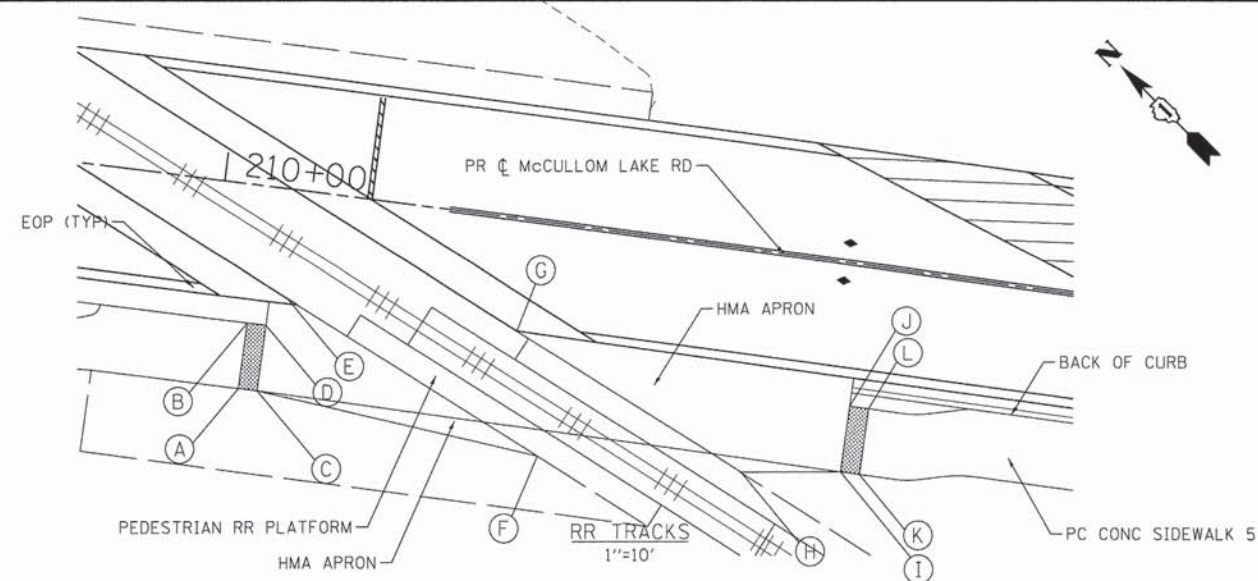 N
PR ℄ McCULLOM LAKE RD
210+00
EOP (TYP)
G
HMA APRON
J
L
BACK OF CURB
E
D
B
A
C
F
PEDESTRIAN RR PLATFORM
RR TRACKS
1"=10'
HMA APRON
H
K
I
PC CONC SIDEWALK 5